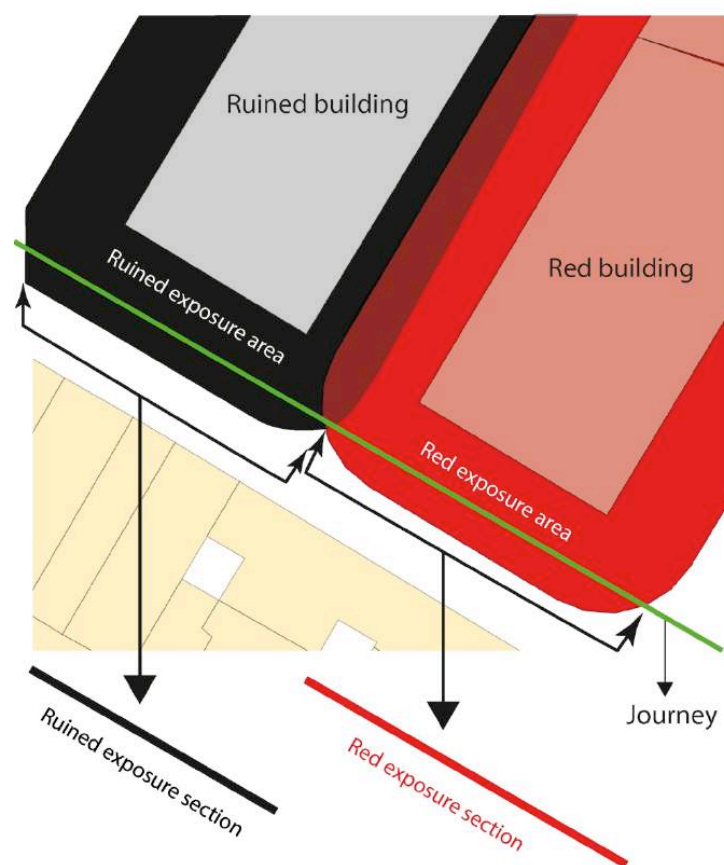 Ruined building
Red building
Ruined exposure area
Red exposure area
Journey
Ruined exposure section
Red exposure section